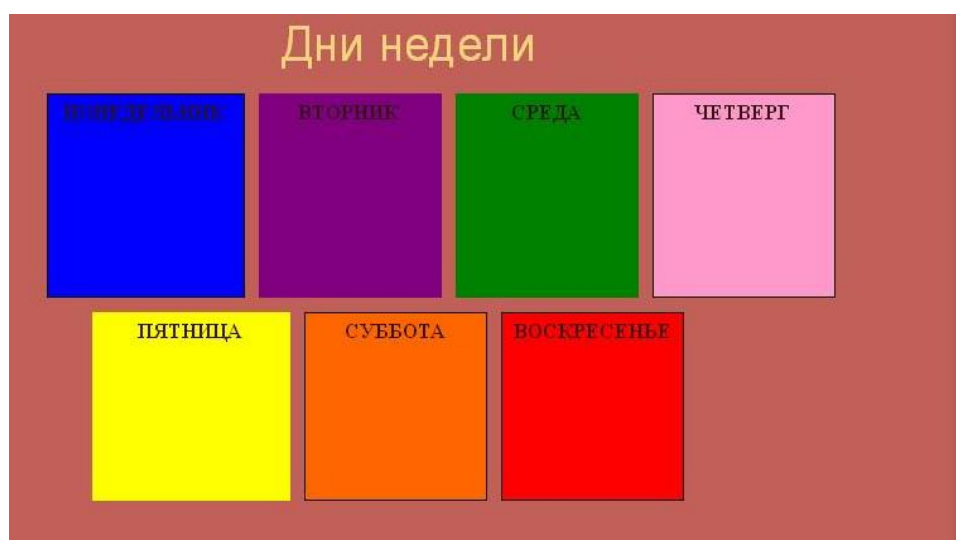 Дни недели
ПОНЕДЕЛЬНИК
ВТОРНИК
СРЕДА
ЧЕТВЕРГ
ПЯТНИЦА
СУББОТА
ВОСКРЕСЕНЬЕ